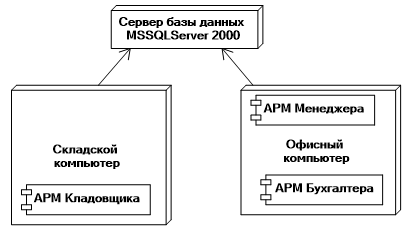 Сервер базы данных
MSSQLServer 2000
Складской
компьютер
АРМ Кладовщика
АРМ Менеджера
Офисный
компьютер
АРМ Бухгалтера